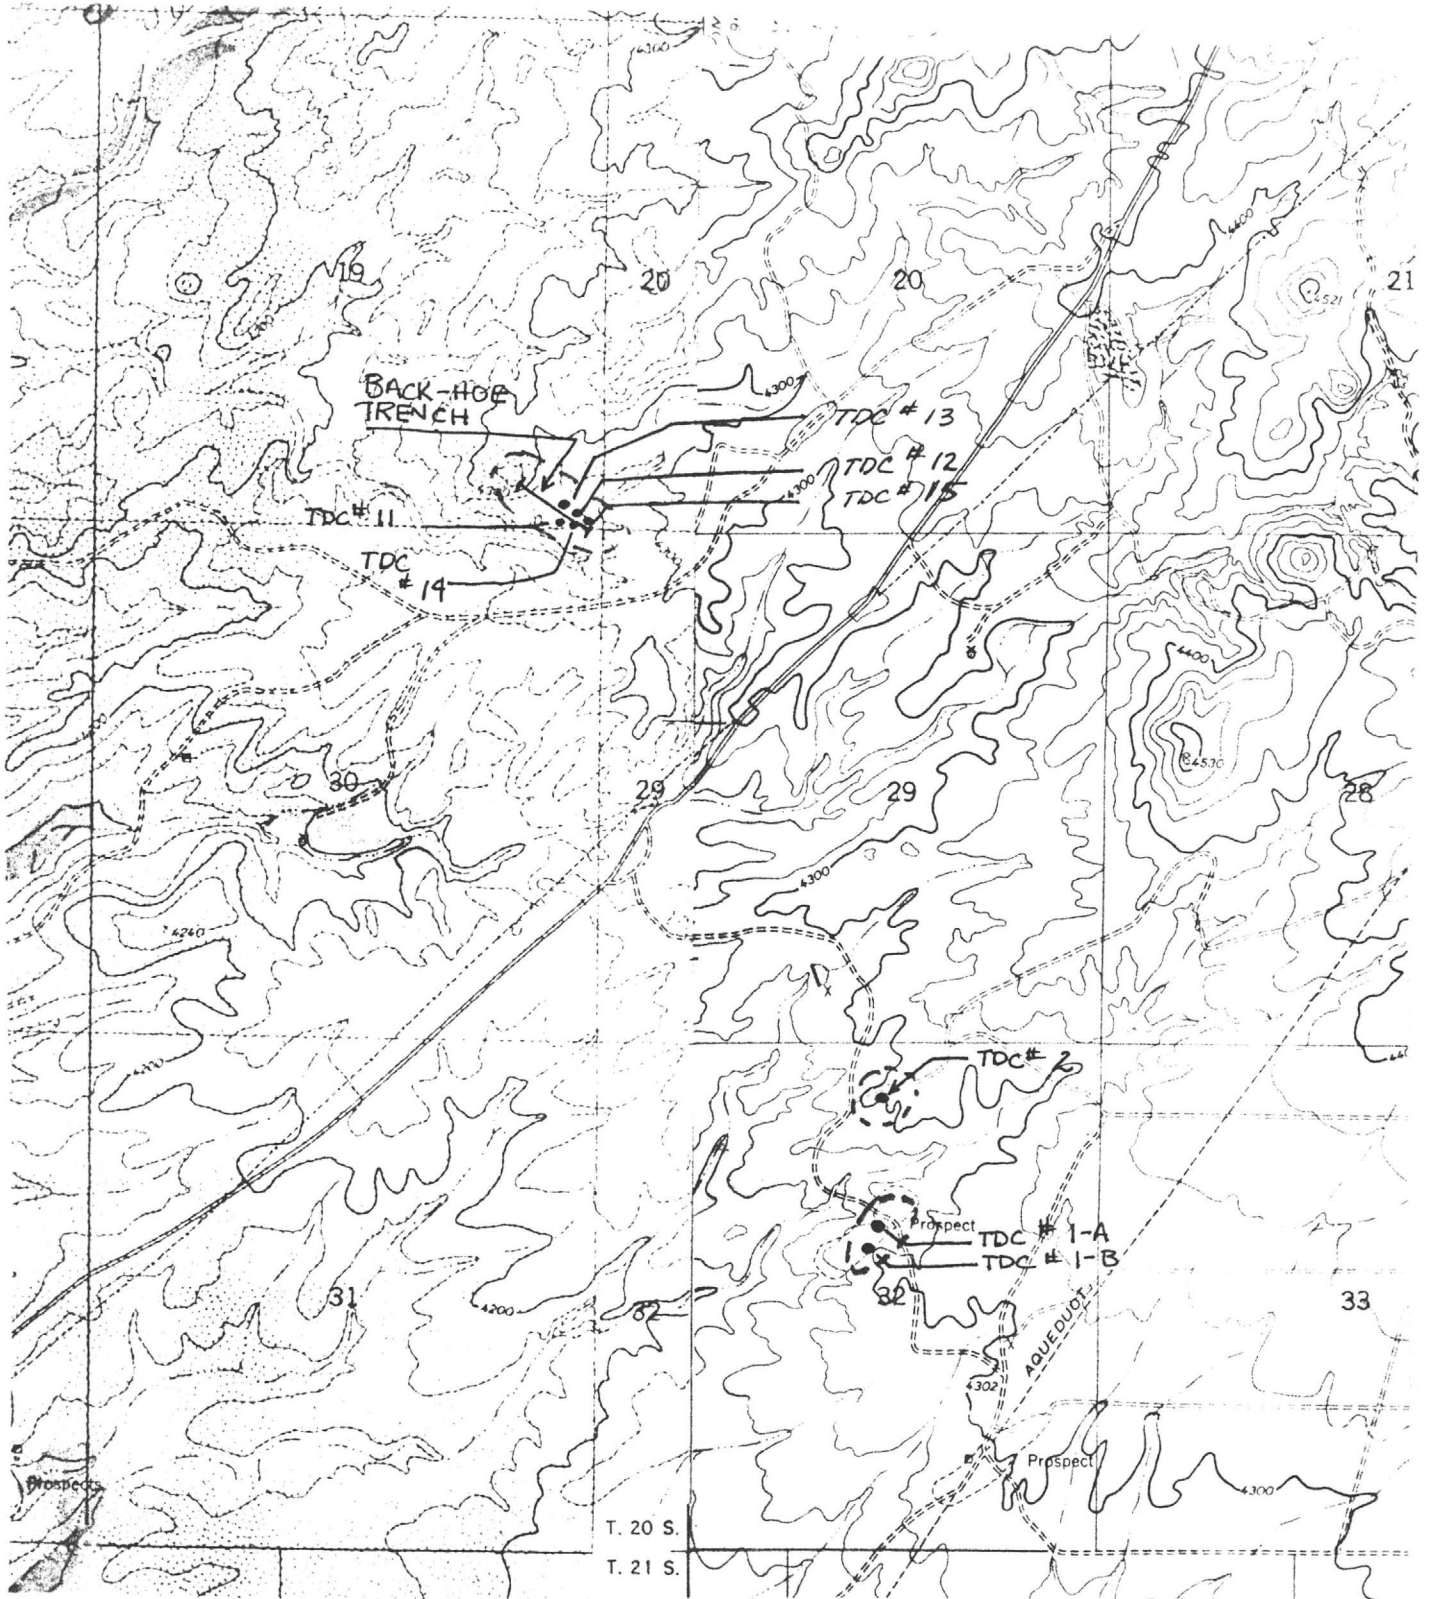 4300
4400
19
20
20
21
4521
BACK-HOE
TRENCH
4300
TDC # 13
TDC # 12
4300
TDC # 15
TDC # 11
TDC
# 14
4400
4530
30
29
29
28
4300
4240
4200
TDC # 2
Prospect
TDC # 1-A
TDC # 1-B
31
4200
32
32
33
AQUEDUCT
4302
Prospects
Prospect
4300
T. 20 S.
T. 21 S.